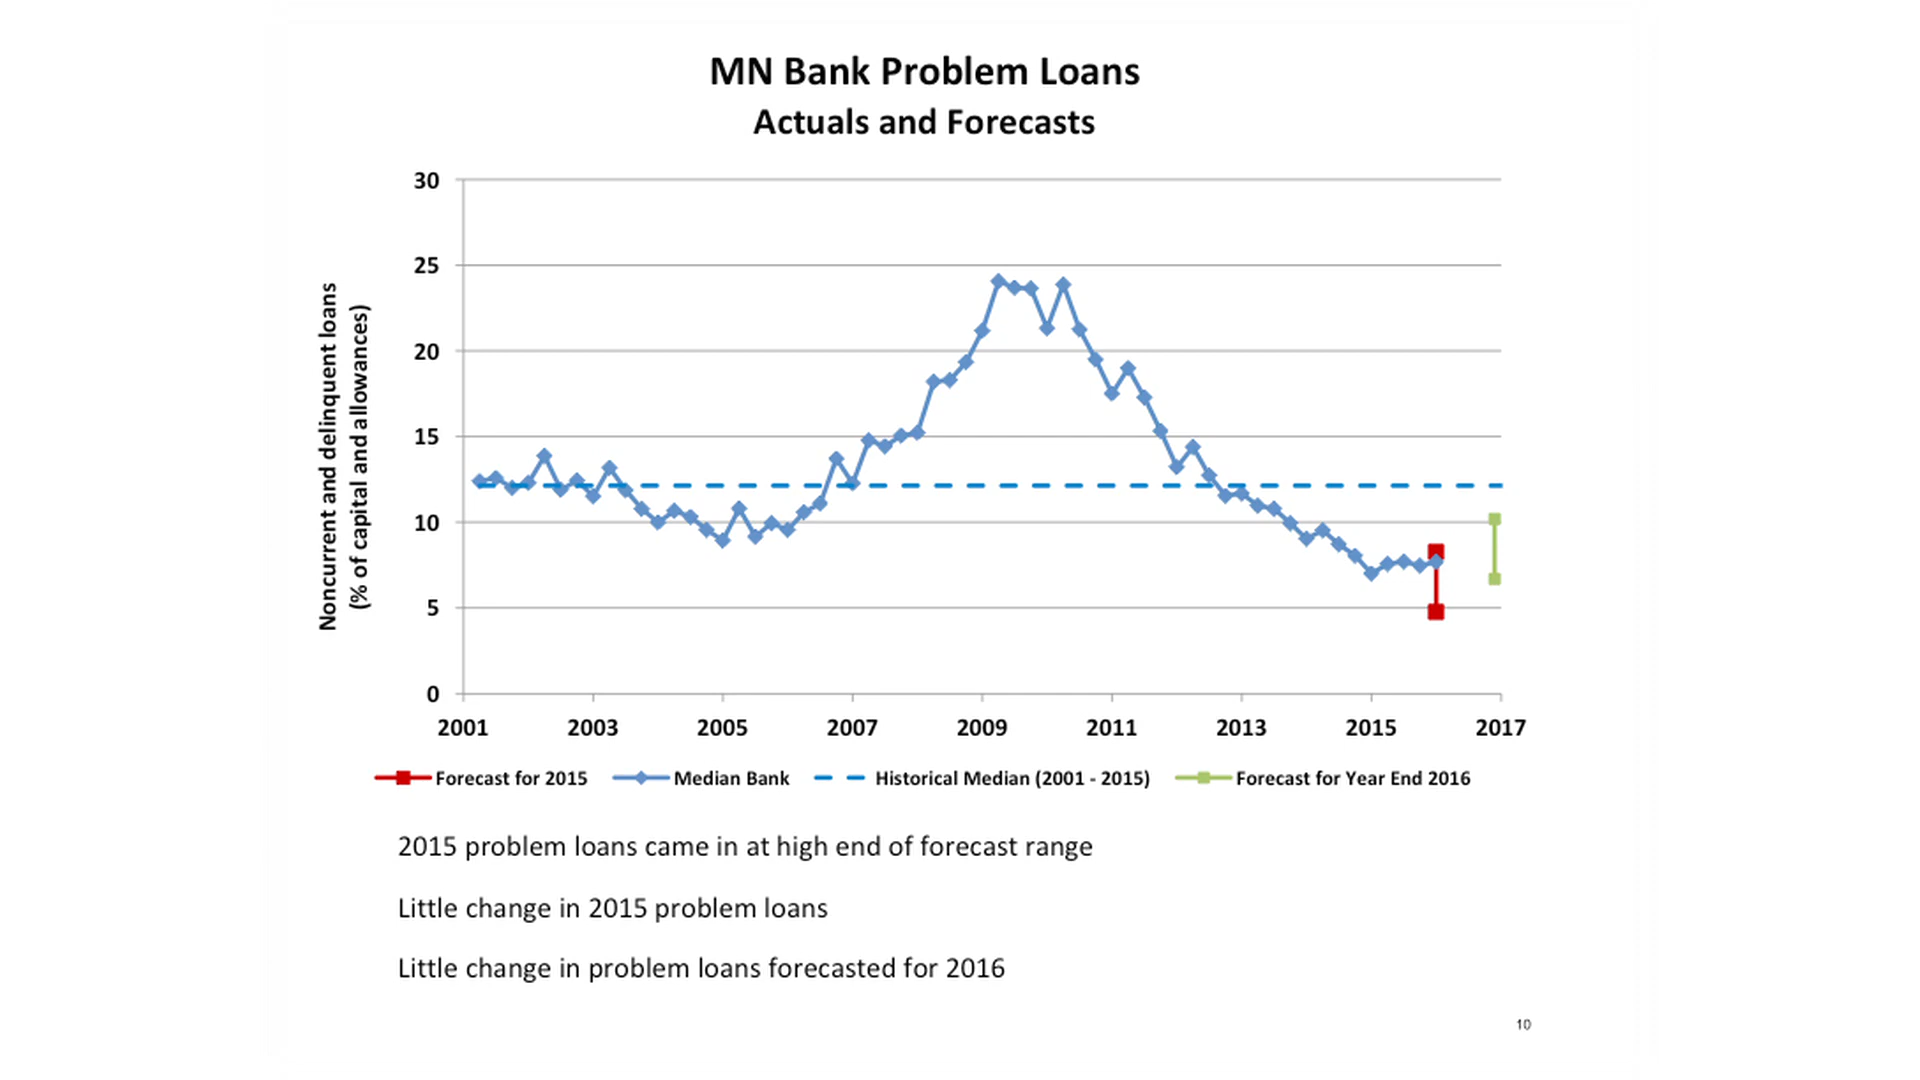 MN Bank Problem Loans
Actuals and Forecasts
Noncurrent and delinquent loans
(% of capital and allowances)
30
25
20
15
10
5
0
2001 2003 2005 2007 2009 2011 2013 2015 2017
Forecast for 2015 Median Bank Historical Median (2001 - 2015) Forecast for Year End 2016
2015 problem loans came in at high end of forecast range
Little change in 2015 problem loans
Little change in problem loans forecasted for 2016
10